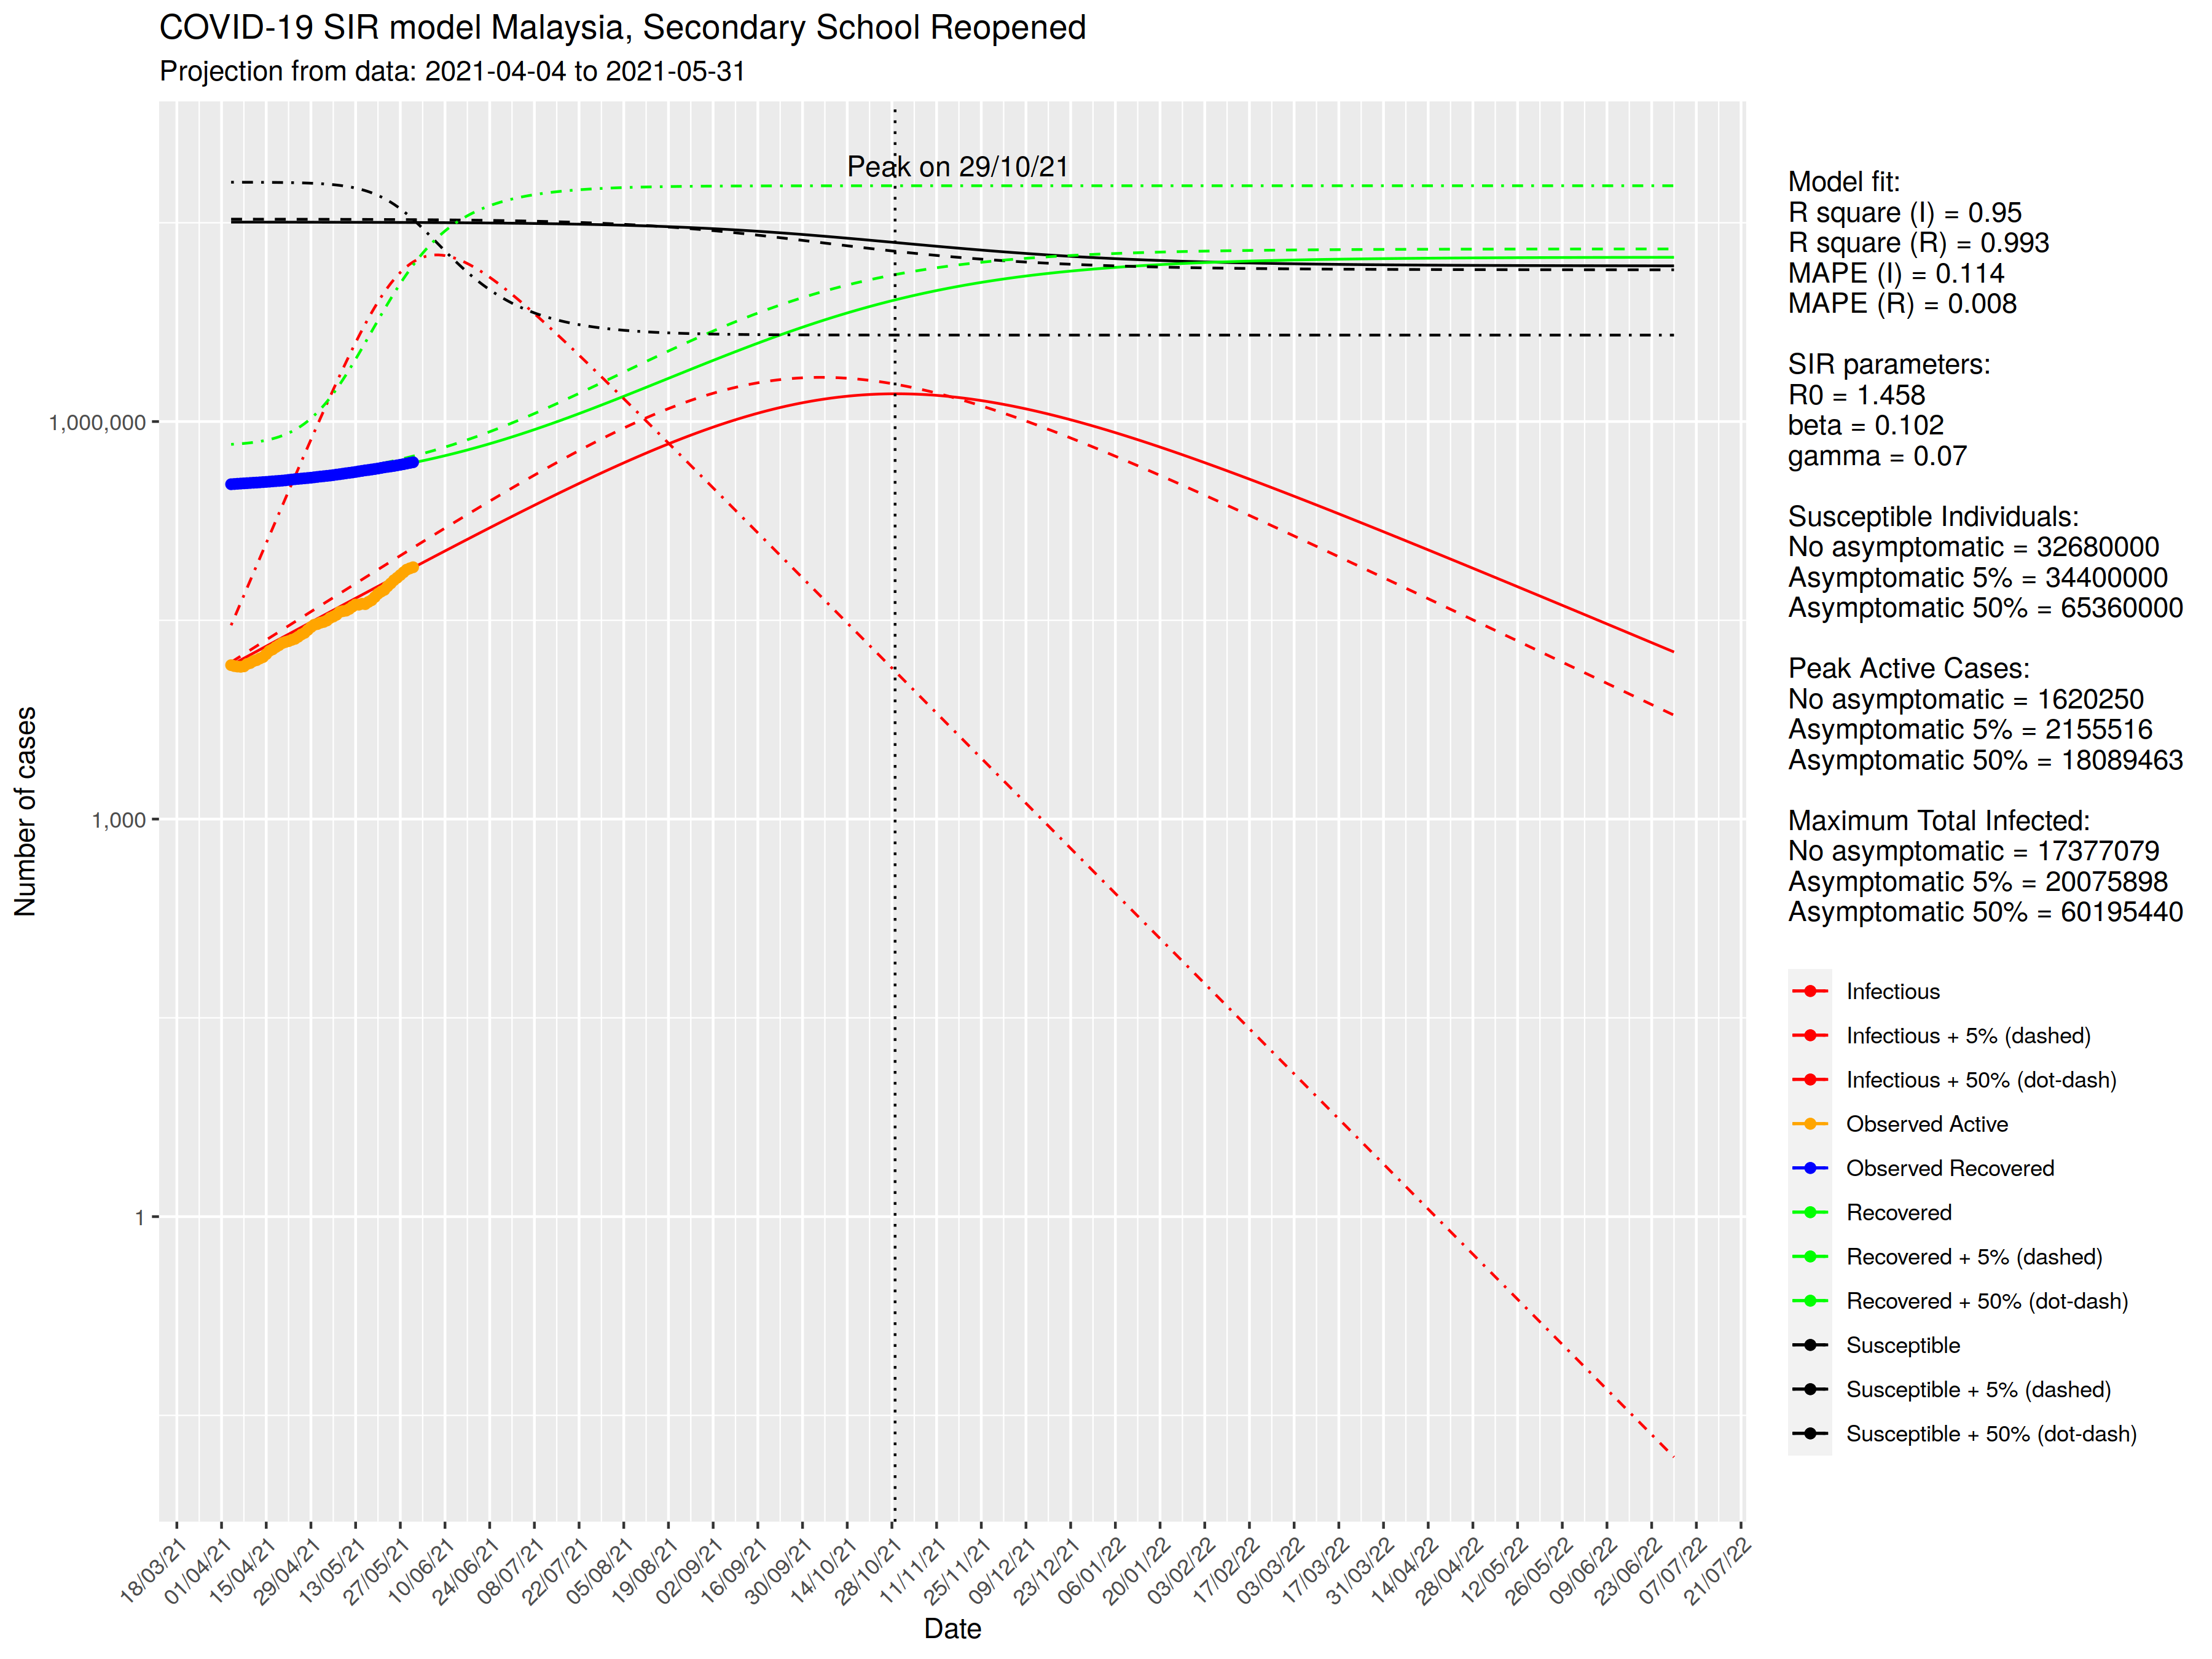 COVID-19 SIR model Malaysia, Secondary School Reopened
Projection from data: 2021-04-04 to 2021-05-31
Peak on 29/10/21
Number of cases
1,000,000
1,000
1
18/03/21
01/04/21
15/04/21
29/04/21
13/05/21
27/05/21
10/06/21
24/06/21
08/07/21
22/07/21
05/08/21
19/08/21
02/09/21
16/09/21
30/09/21
14/10/21
28/10/21
11/11/21
25/11/21
09/12/21
23/12/21
06/01/22
20/01/22
03/02/22
17/02/22
03/03/22
17/03/22
31/03/22
14/04/22
28/04/22
12/05/22
26/05/22
09/06/22
23/06/22
07/07/22
21/07/22
Date
Model fit:
R square (I) = 0.95
R square (R) = 0.993
MAPE (I) = 0.114
MAPE (R) = 0.008
SIR parameters:
R0 = 1.458
beta = 0.102
gamma = 0.07
Susceptible Individuals:
No asymptomatic = 32680000
Asymptomatic 5% = 34400000
Asymptomatic 50% = 65360000
Peak Active Cases:
No asymptomatic = 1620250
Asymptomatic 5% = 2155516
Asymptomatic 50% = 18089463
Maximum Total Infected:
No asymptomatic = 17377079
Asymptomatic 5% = 20075898
Asymptomatic 50% = 60195440
Infectious
Infectious + 5% (dashed)
Infectious + 50% (dot-dash)
Observed Active
Observed Recovered
Recovered
Recovered + 5% (dashed)
Recovered + 50% (dot-dash)
Susceptible
Susceptible + 5% (dashed)
Susceptible + 50% (dot-dash)